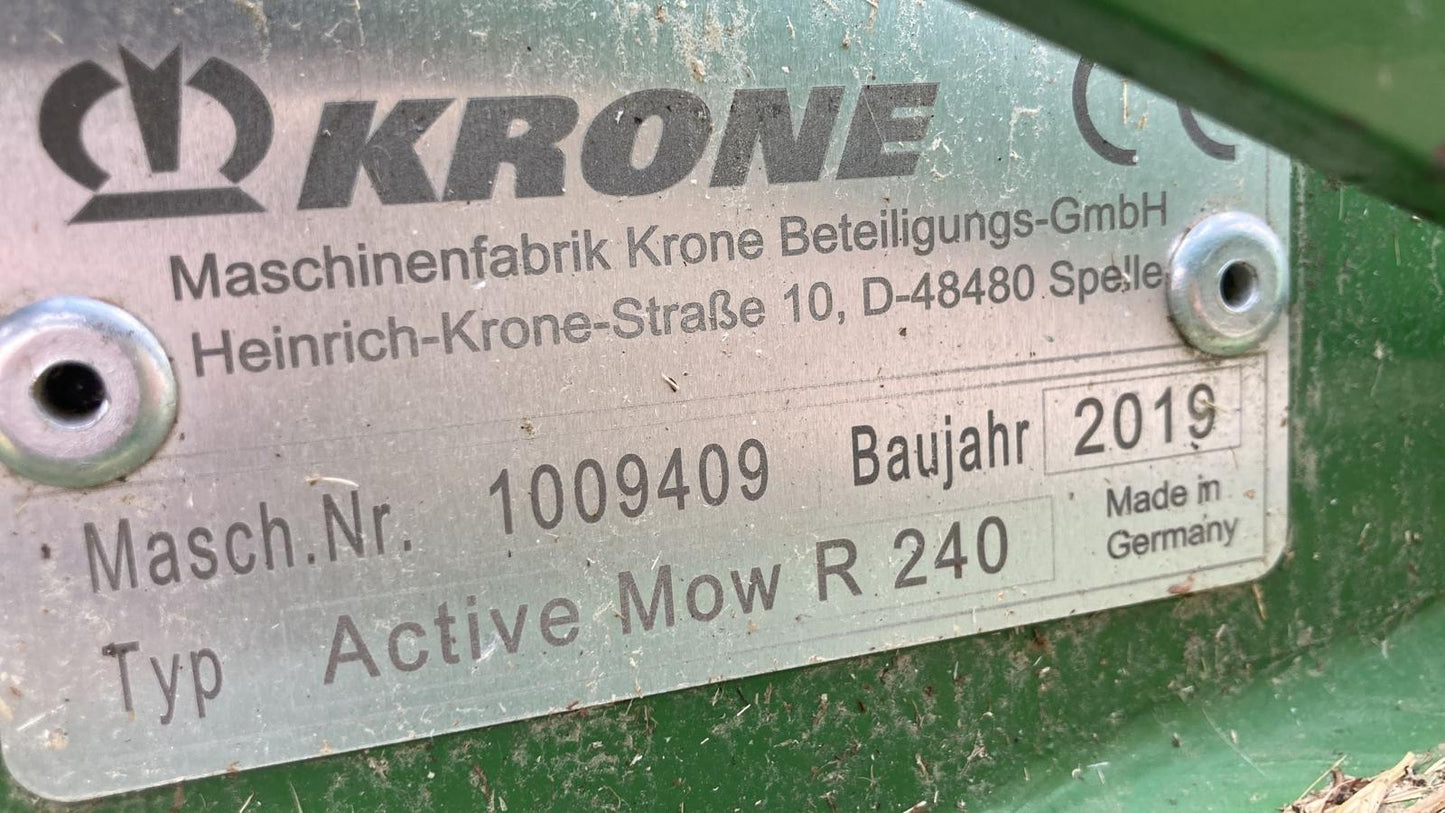 KRONE
CE
Maschinenfabrik Krone Beteiligungs-GmbH
Heinrich-Krone-Straße 10, D-48480 Spelle
Masch.Nr. 1009409 Baujahr 2019
Typ Active Mow R 240
Made in
Germany